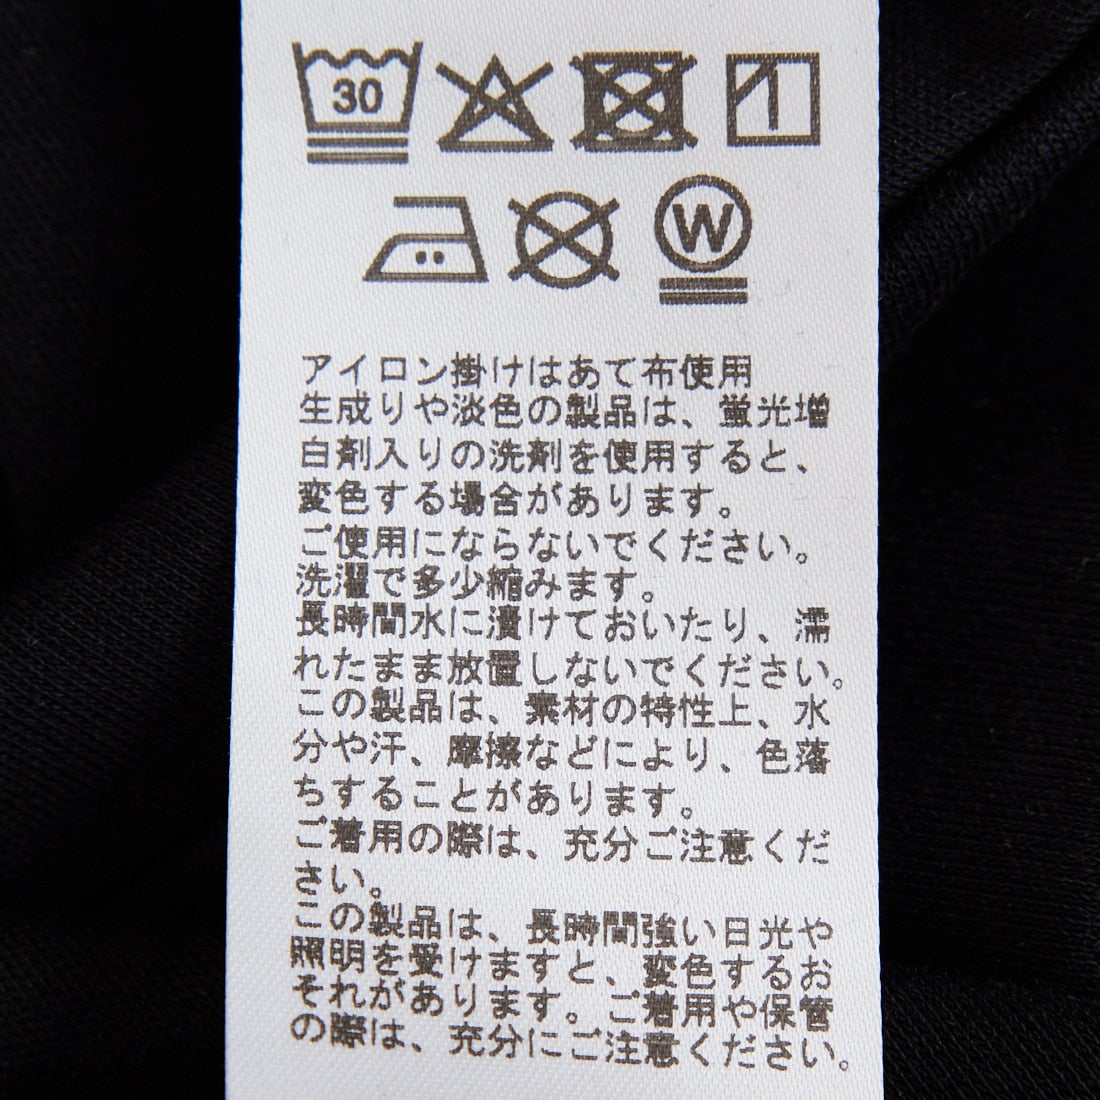 30
W
アイロン掛けはあて布使用
生成りや淡色の製品は、蛍光増
白剤入りの洗剤を使用すると、
変色する場合があります。
ご使用にならないでください。
洗濯で多少縮みます。
長時間水に漬けておいたり、濡
れたまま放置しないでください。
この製品は、素材の特性上、水
分や汗、摩擦などにより、色落
ちすることがあります。
ご着用の際は、充分ご注意くだ
さい。
この製品は、長時間強い日光や
照明を受けますと、変色するお
それがあります。ご着用や保管
の際は、充分にご注意ください。